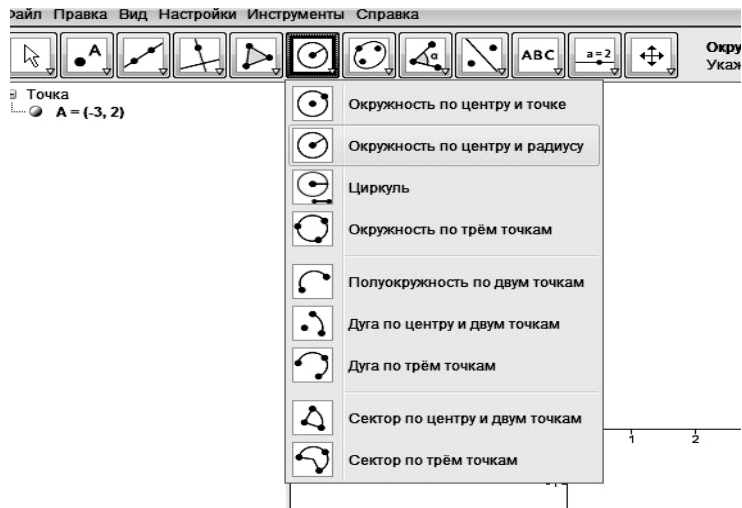 Файл Правка Вид Настройки Инструменты Справка
A
α
ABC
a=2
Окру
Укаж
Точка
A = (-3, 2)
Окружность по центру и точке
Окружность по центру и радиусу
Циркуль
Окружность по трём точкам
Полуокружность по двум точкам
Дуга по центру и двум точкам
Дуга по трём точкам
Сектор по центру и двум точкам
Сектор по трём точкам
1 2